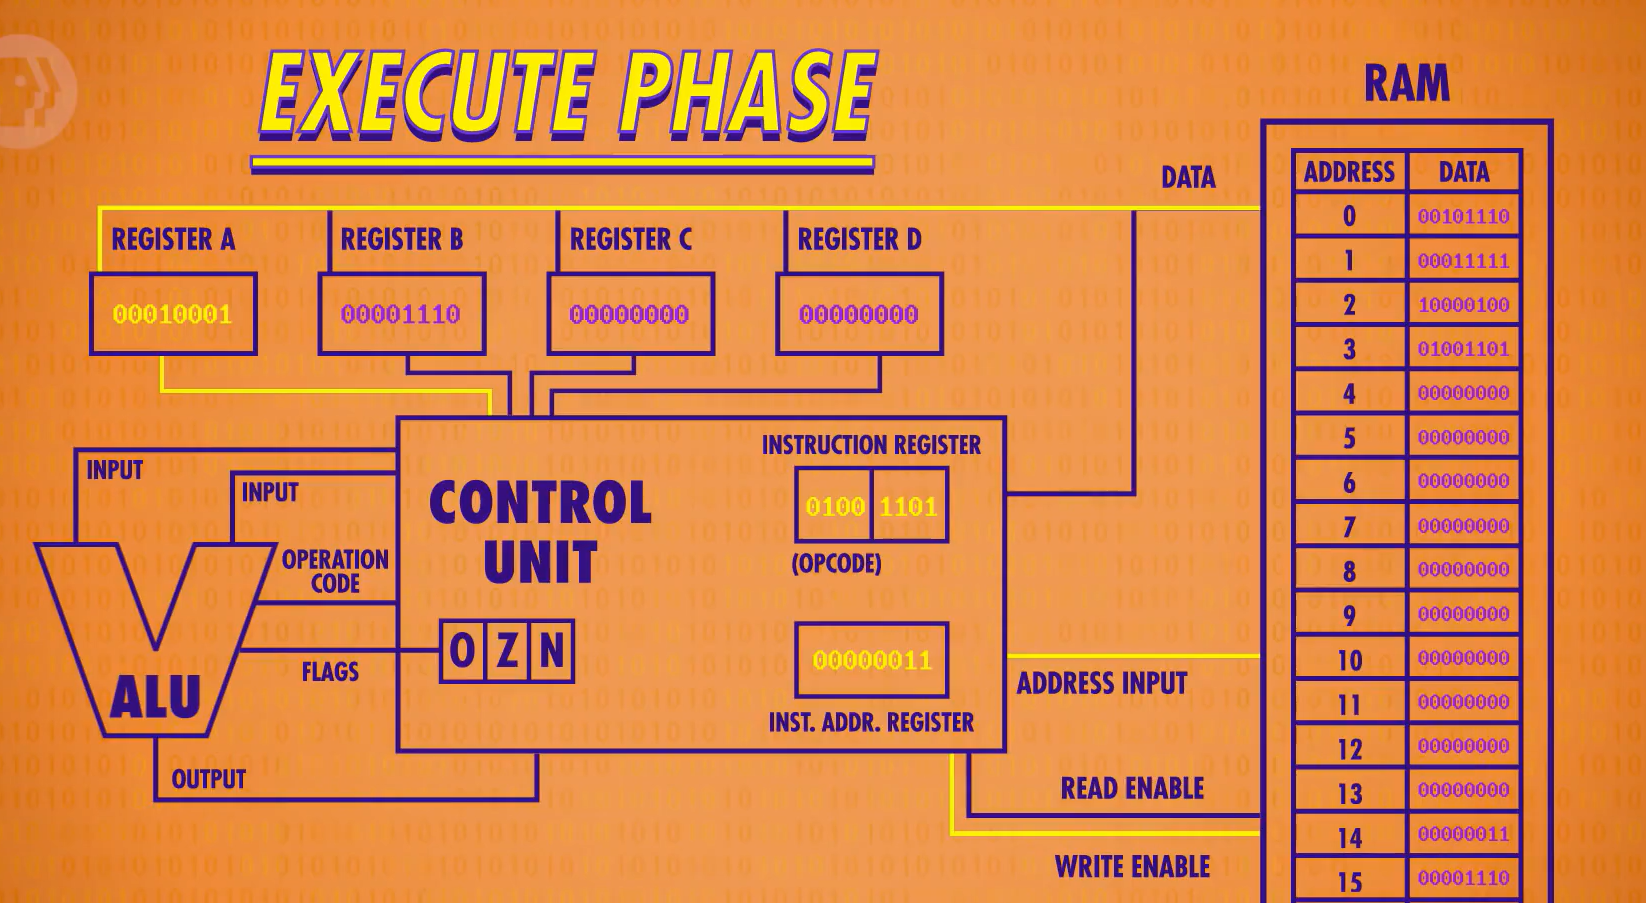 EXECUTE PHASE
RAM
DATA
ADDRESS DATA
0 00101110
1 00011111
2 10000100
3 01001101
4 00000000
5 00000000
6 00000000
7 00000000
8 00000000
9 00000000
10 00000000
11 00000000
12 00000000
13 00000000
14 00000011
15 00001110
REGISTER A
00010001
REGISTER B
00001110
REGISTER C
00000000
REGISTER D
00000000
INPUT
INPUT
CONTROL
UNIT
INSTRUCTION REGISTER
0100 1101
(OPCODE)
OPERATION
CODE
O Z N
FLAGS
ALU
OUTPUT
00000011
INST. ADDR. REGISTER
ADDRESS INPUT
READ ENABLE
WRITE ENABLE